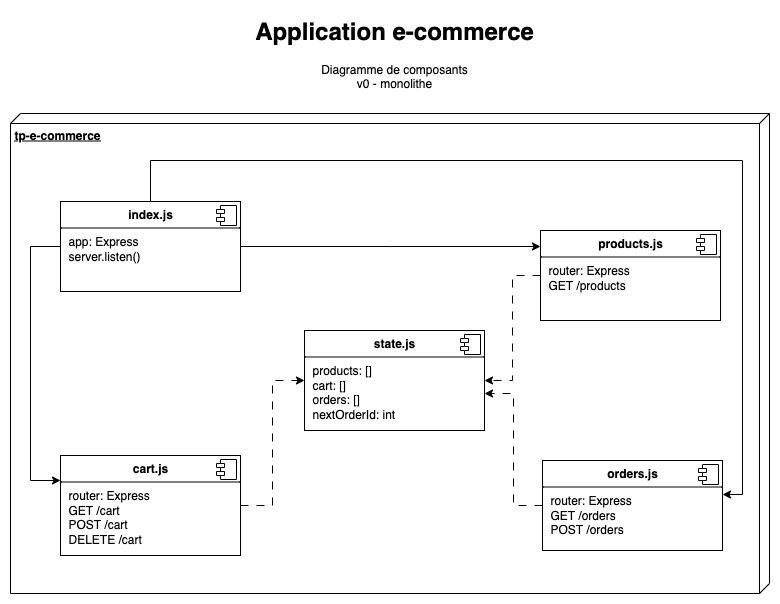 Application e-commerce
Diagramme de composants
v0 - monolithe
tp-e-commerce
index.js
app: Express
server.listen()
products.js
router: Express
GET /products
state.js
products: []
cart: []
orders: []
nextOrderId: int
cart.js
router: Express
GET /cart
POST /cart
DELETE /cart
orders.js
router: Express
GET /orders
POST /orders